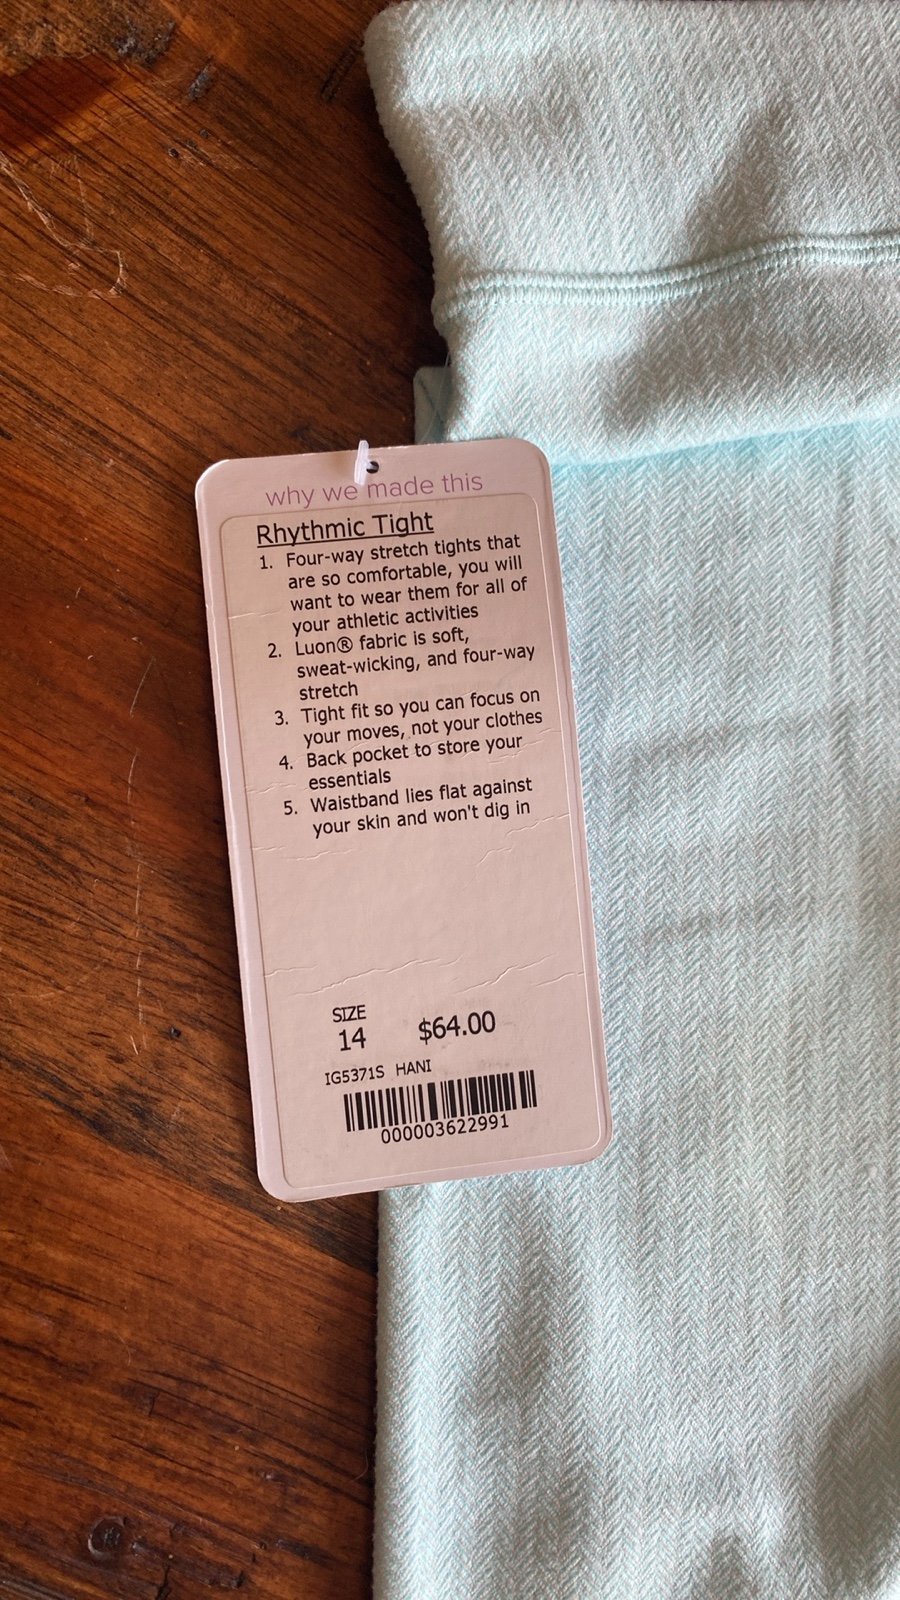 why we made this
Rhythmic Tight
1. Four-way stretch tights that
are so comfortable, you will
want to wear them for all of
your athletic activities
2. Luon® fabric is soft,
sweat-wicking, and four-way
stretch
3. Tight fit so you can focus on
your moves, not your clothes
4. Back pocket to store your
essentials
5. Waistband lies flat against
your skin and won't dig in
SIZE
14 $64.00
IG5371S HANI
000003622991